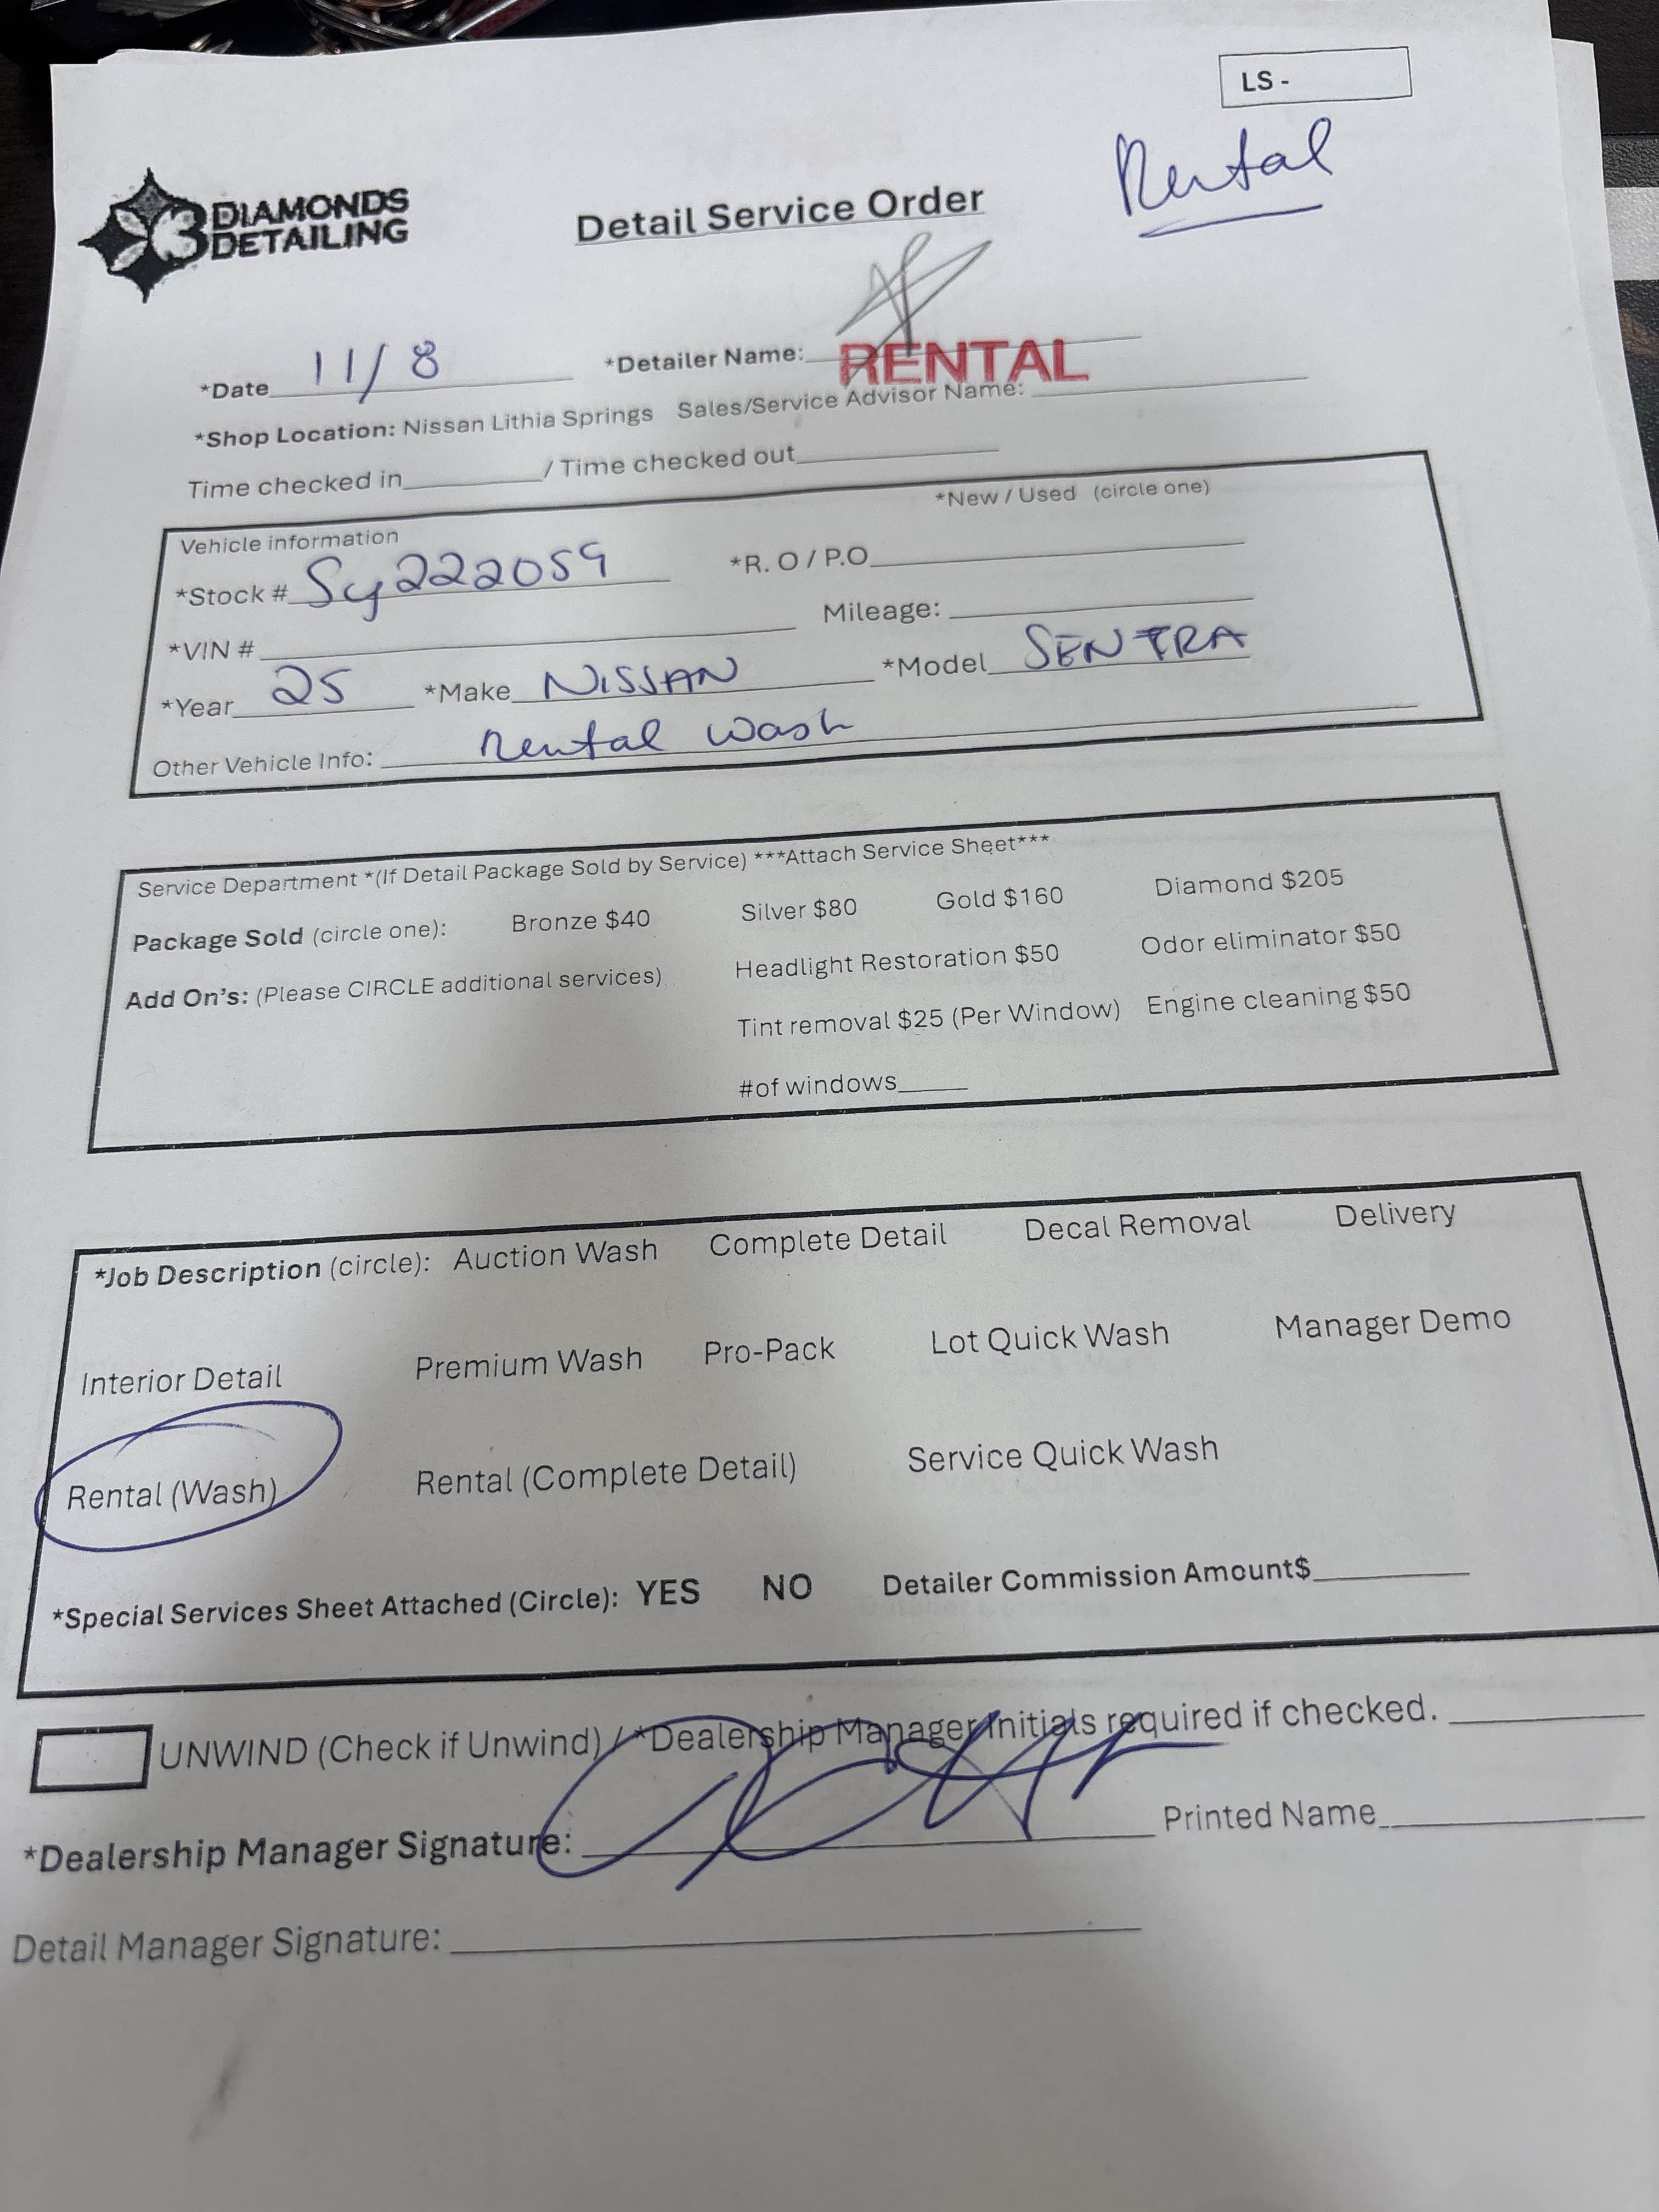 LS -
Rental
3 DIAMONDS
DETAILING
Detail Service Order
*Date 11/8 *Detailer Name:
RENTAL
*Shop Location: Nissan Lithia Springs Sales/Service Advisor Name:
Time checked in / Time checked out
*New / Used (circle one)
Vehicle information
*Stock # Sy222059 *R. O / P.O
*VIN # Mileage:
*Year 25 *Make NISSAN *Model SENTRA
Other Vehicle Info: Rental Wash
Service Department *(If Detail Package Sold by Service) ***Attach Service Sheet***
Package Sold (circle one): Bronze $40 Silver $80 Gold $160 Diamond $205
Add On's: (Please CIRCLE additional services) Headlight Restoration $50 Odor eliminator $50
Tint removal $25 (Per Window) Engine cleaning $50
#of windows
*Job Description (circle): Auction Wash Complete Detail Decal Removal Delivery
Interior Detail Premium Wash Pro-Pack Lot Quick Wash Manager Demo
Rental (Wash) Rental (Complete Detail) Service Quick Wash
*Special Services Sheet Attached (Circle): YES NO Detailer Commission Amount$
UNWIND (Check if Unwind) / *Dealership Manager Initials required if checked.
*Dealership Manager Signature: Printed Name
Detail Manager Signature: